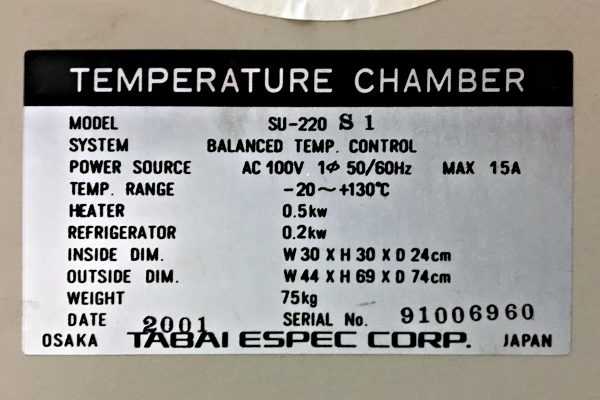 TEMPERATURE CHAMBER
MODEL SU-220 S 1
SYSTEM BALANCED TEMP. CONTROL
POWER SOURCE AC 100V 1Φ 50/60Hz MAX 15A
TEMP. RANGE -20～+130℃
HEATER 0.5kw
REFRIGERATOR 0.2kw
INSIDE DIM. W 30 X H 30 X D 24cm
OUTSIDE DIM. W 44 X H 69 X D 74cm
WEIGHT 75kg
DATE 2001 SERIAL No. 91006960
OSAKA TABAI ESPEC CORP. JAPAN